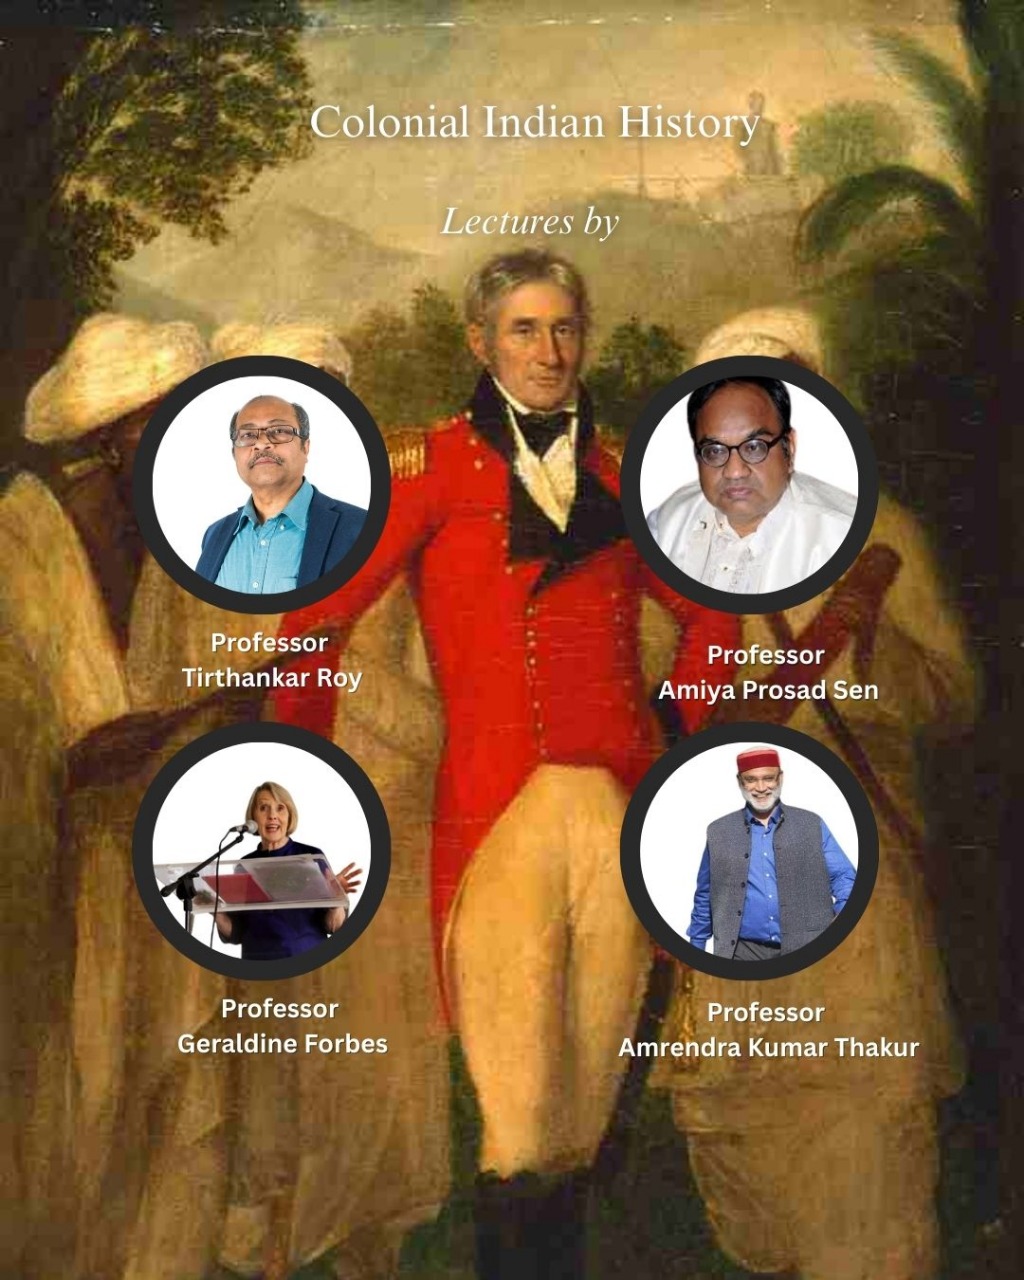 Colonial Indian History
Lectures by
Professor
Tirthankar Roy
Professor
Amiya Prosad Sen
Professor
Geraldine Forbes
Professor
Amrendra Kumar Thakur